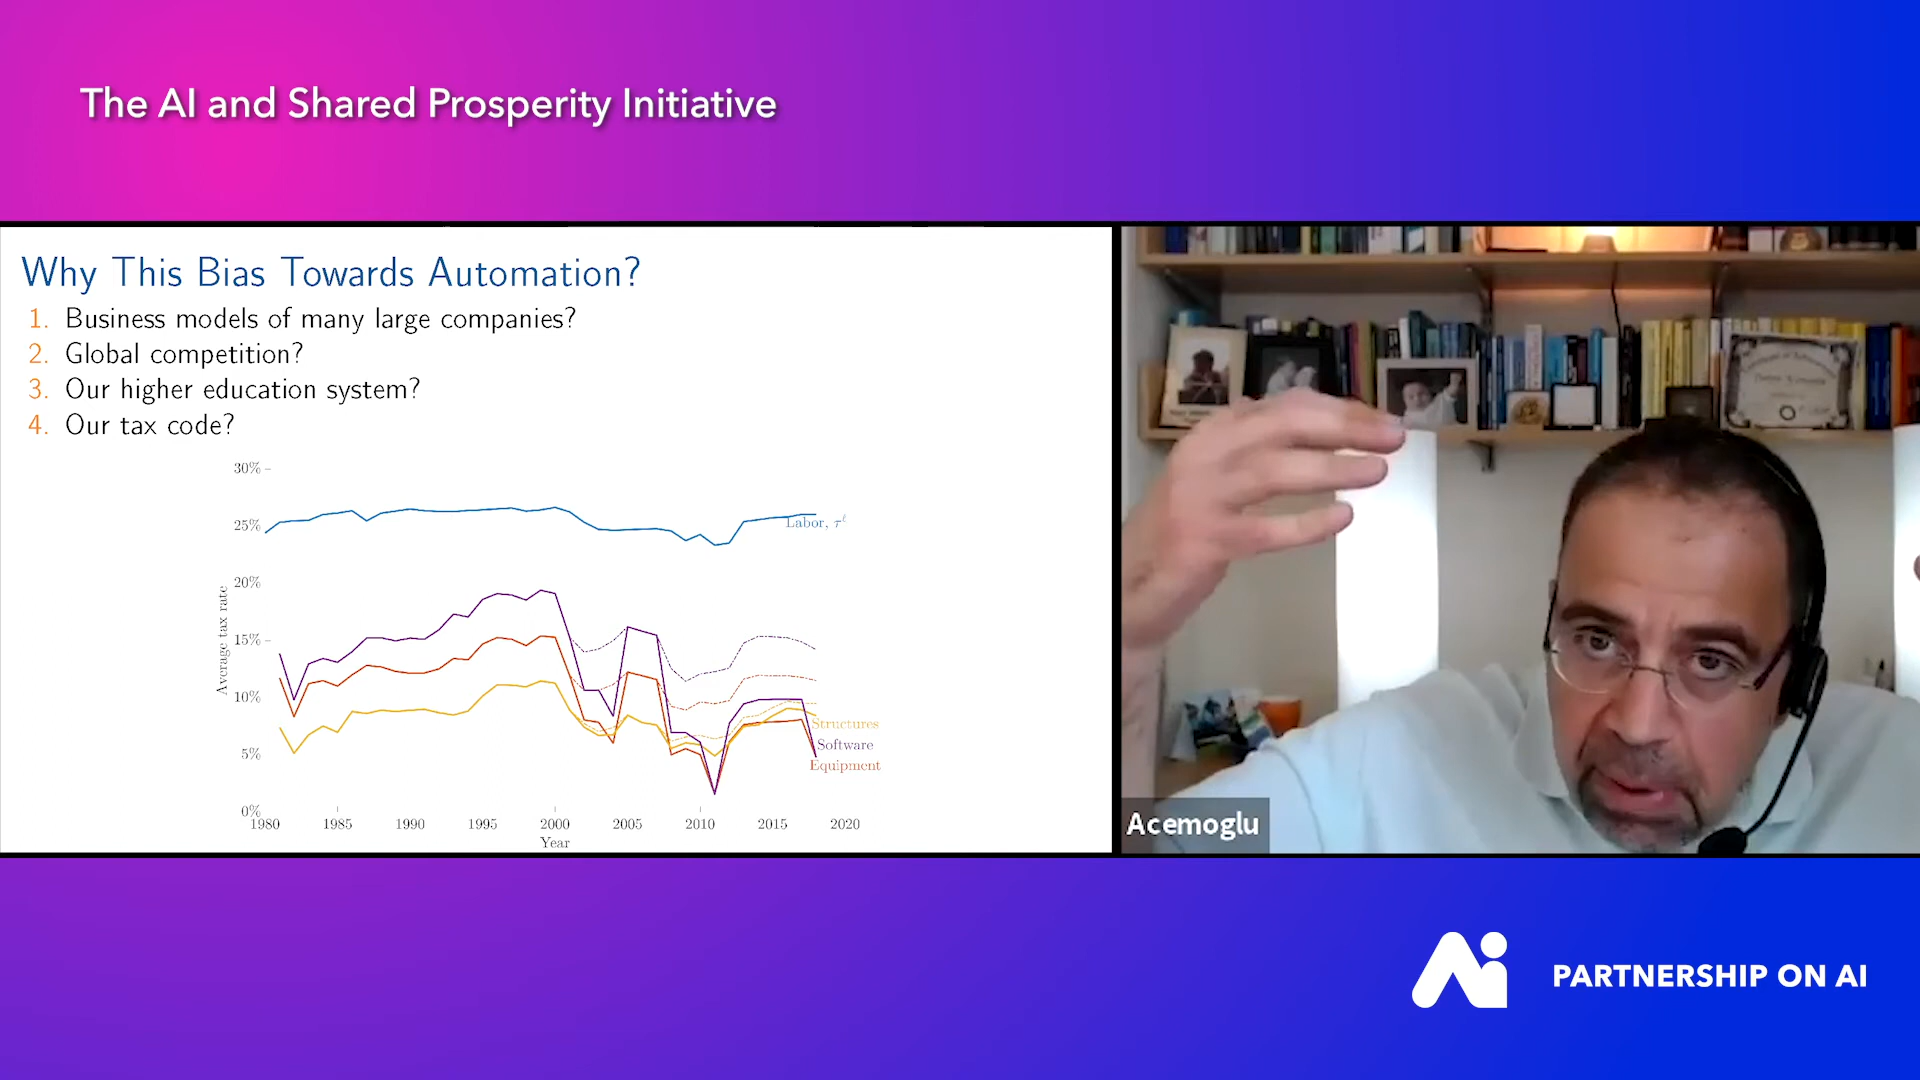 The AI and Shared Prosperity Initiative
Why This Bias Towards Automation?
1. Business models of many large companies?
2. Global competition?
3. Our higher education system?
4. Our tax code?
30%
25%
20%
15%
10%
5%
0%
Average tax rate
Labor, τℓ
Structures
Software
Equipment
1980 1985 1990 1995 2000 2005 2010 2015 2020
Year
Acemoglu
PARTNERSHIP ON AI